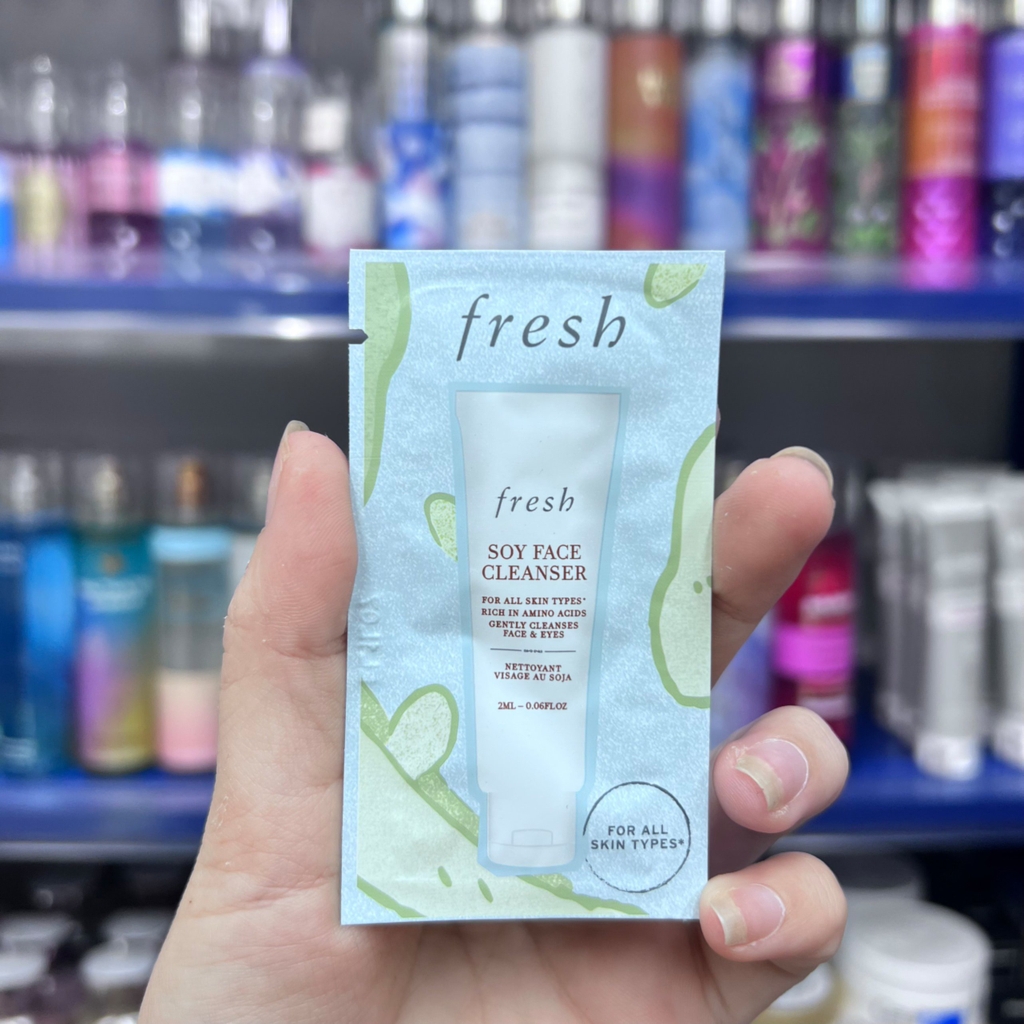 fresh
fresh
SOY FACE
CLEANSER
FOR ALL SKIN TYPES*
RICH IN AMINO ACIDS
GENTLY CLEANSES
FACE & EYES
NETTOYANT
VISAGE AU SOJA
2ML – 0.06FLOZ
FOR ALL
SKIN TYPES*